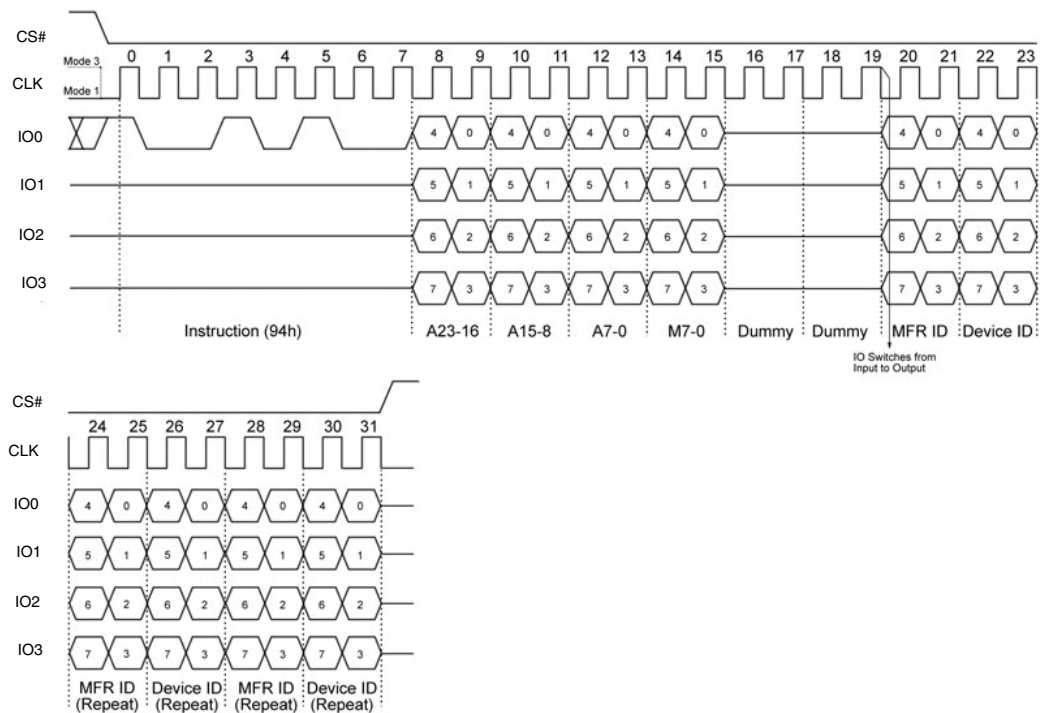 CS#
Mode 3
CLK
Mode 1
0 1 2 3 4 5 6 7 8 9 10 11 12 13 14 15 16 17 18 19 20 21 22 23
IO0
4 0 4 0 4 0 4 0 4 0 4 0
IO1
5 1 5 1 5 1 5 1 5 1 5 1
IO2
6 2 6 2 6 2 6 2 6 2 6 2
IO3
7 3 7 3 7 3 7 3 7 3 7 3
Instruction (94h) A23-16 A15-8 A7-0 M7-0 Dummy Dummy MFR ID Device ID
IO Switches from
Input to Output
CS#
24 25 26 27 28 29 30 31
CLK
IO0
4 0 4 0 4 0 4 0
IO1
5 1 5 1 5 1 5 1
IO2
6 2 6 2 6 2 6 2
IO3
7 3 7 3 7 3 7 3
MFR ID Device ID MFR ID Device ID
(Repeat) (Repeat) (Repeat) (Repeat)